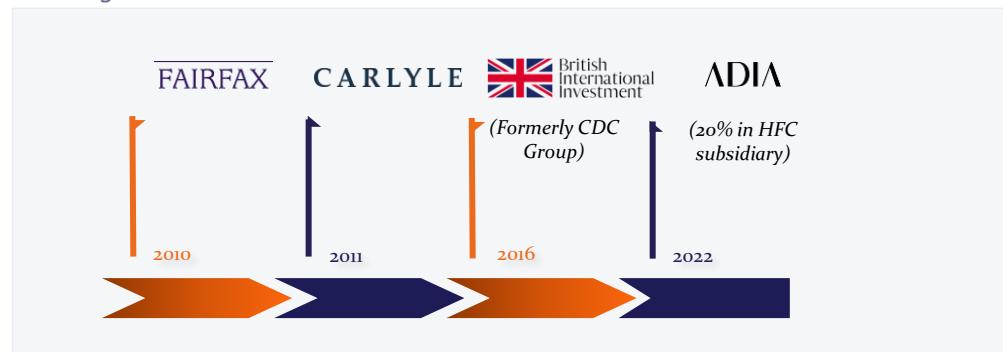 FAIRFAX
CARLYLE
British
International
Investment
ADIA
(Formerly CDC
Group)
(20% in HFC
subsidiary)
2010
2011
2016
2022